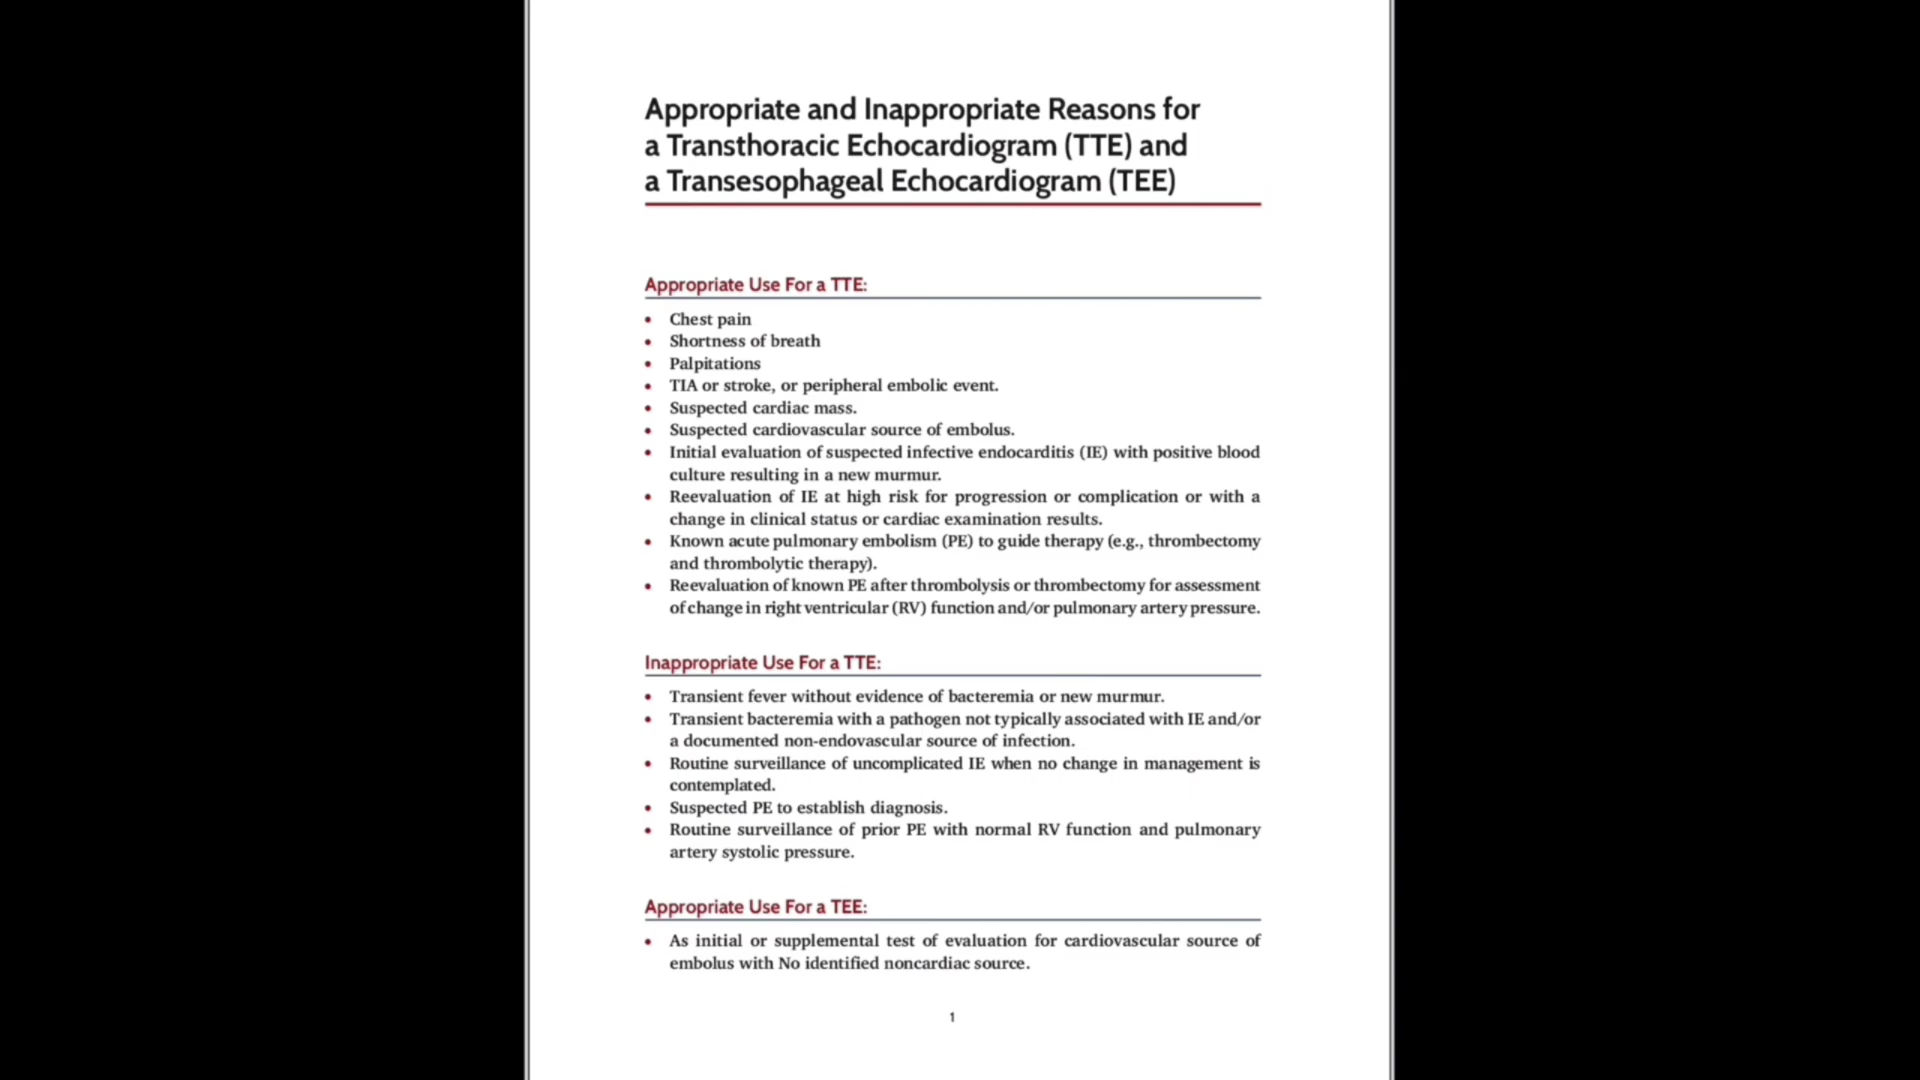 Appropriate and Inappropriate Reasons for
a Transthoracic Echocardiogram (TTE) and
a Transesophageal Echocardiogram (TEE)
Appropriate Use For a TTE:
• Chest pain
• Shortness of breath
• Palpitations
• TIA or stroke, or peripheral embolic event.
• Suspected cardiac mass.
• Suspected cardiovascular source of embolus.
• Initial evaluation of suspected infective endocarditis (IE) with positive blood
culture resulting in a new murmur.
• Reevaluation of IE at high risk for progression or complication or with a
change in clinical status or cardiac examination results.
• Known acute pulmonary embolism (PE) to guide therapy (e.g., thrombectomy
and thrombolytic therapy).
• Reevaluation of known PE after thrombolysis or thrombectomy for assessment
of change in right ventricular (RV) function and/or pulmonary artery pressure.
Inappropriate Use For a TTE:
• Transient fever without evidence of bacteremia or new murmur.
• Transient bacteremia with a pathogen not typically associated with IE and/or
a documented non-endovascular source of infection.
• Routine surveillance of uncomplicated IE when no change in management is
contemplated.
• Suspected PE to establish diagnosis.
• Routine surveillance of prior PE with normal RV function and pulmonary
artery systolic pressure.
Appropriate Use For a TEE:
• As initial or supplemental test of evaluation for cardiovascular source of
embolus with No identified noncardiac source.
1